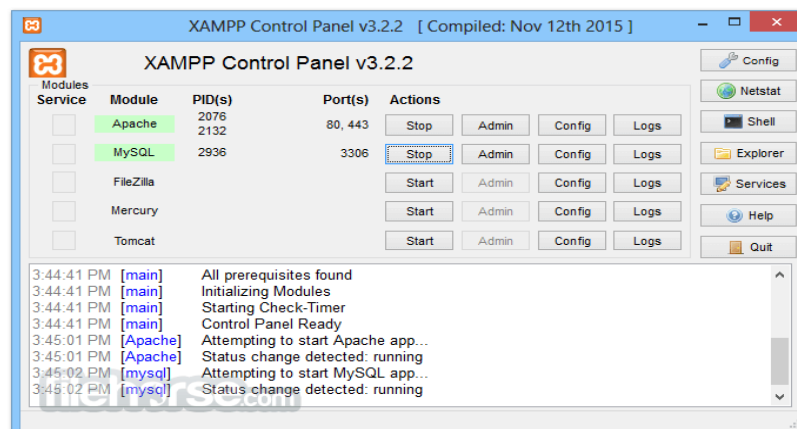 XAMPP Control Panel v3.2.2 [ Compiled: Nov 12th 2015 ]
XAMPP Control Panel v3.2.2
Config
Modules
Service Module PID(s) Port(s) Actions
Netstat
Apache 2076 2132 80, 443 Stop Admin Config Logs
Shell
MySQL 2936 3306 Stop Admin Config Logs
Explorer
FileZilla Start Admin Config Logs
Services
Mercury Start Admin Config Logs
Help
Tomcat Start Admin Config Logs
Quit
3:44:41 PM [main] All prerequisites found
3:44:41 PM [main] Initializing Modules
3:44:41 PM [main] Starting Check-Timer
3:44:41 PM [main] Control Panel Ready
3:45:01 PM [Apache] Attempting to start Apache app...
3:45:01 PM [Apache] Status change detected: running
3:45:02 PM [mysql] Attempting to start MySQL app...
3:45:02 PM [mysql] Status change detected: running
filehorse.com